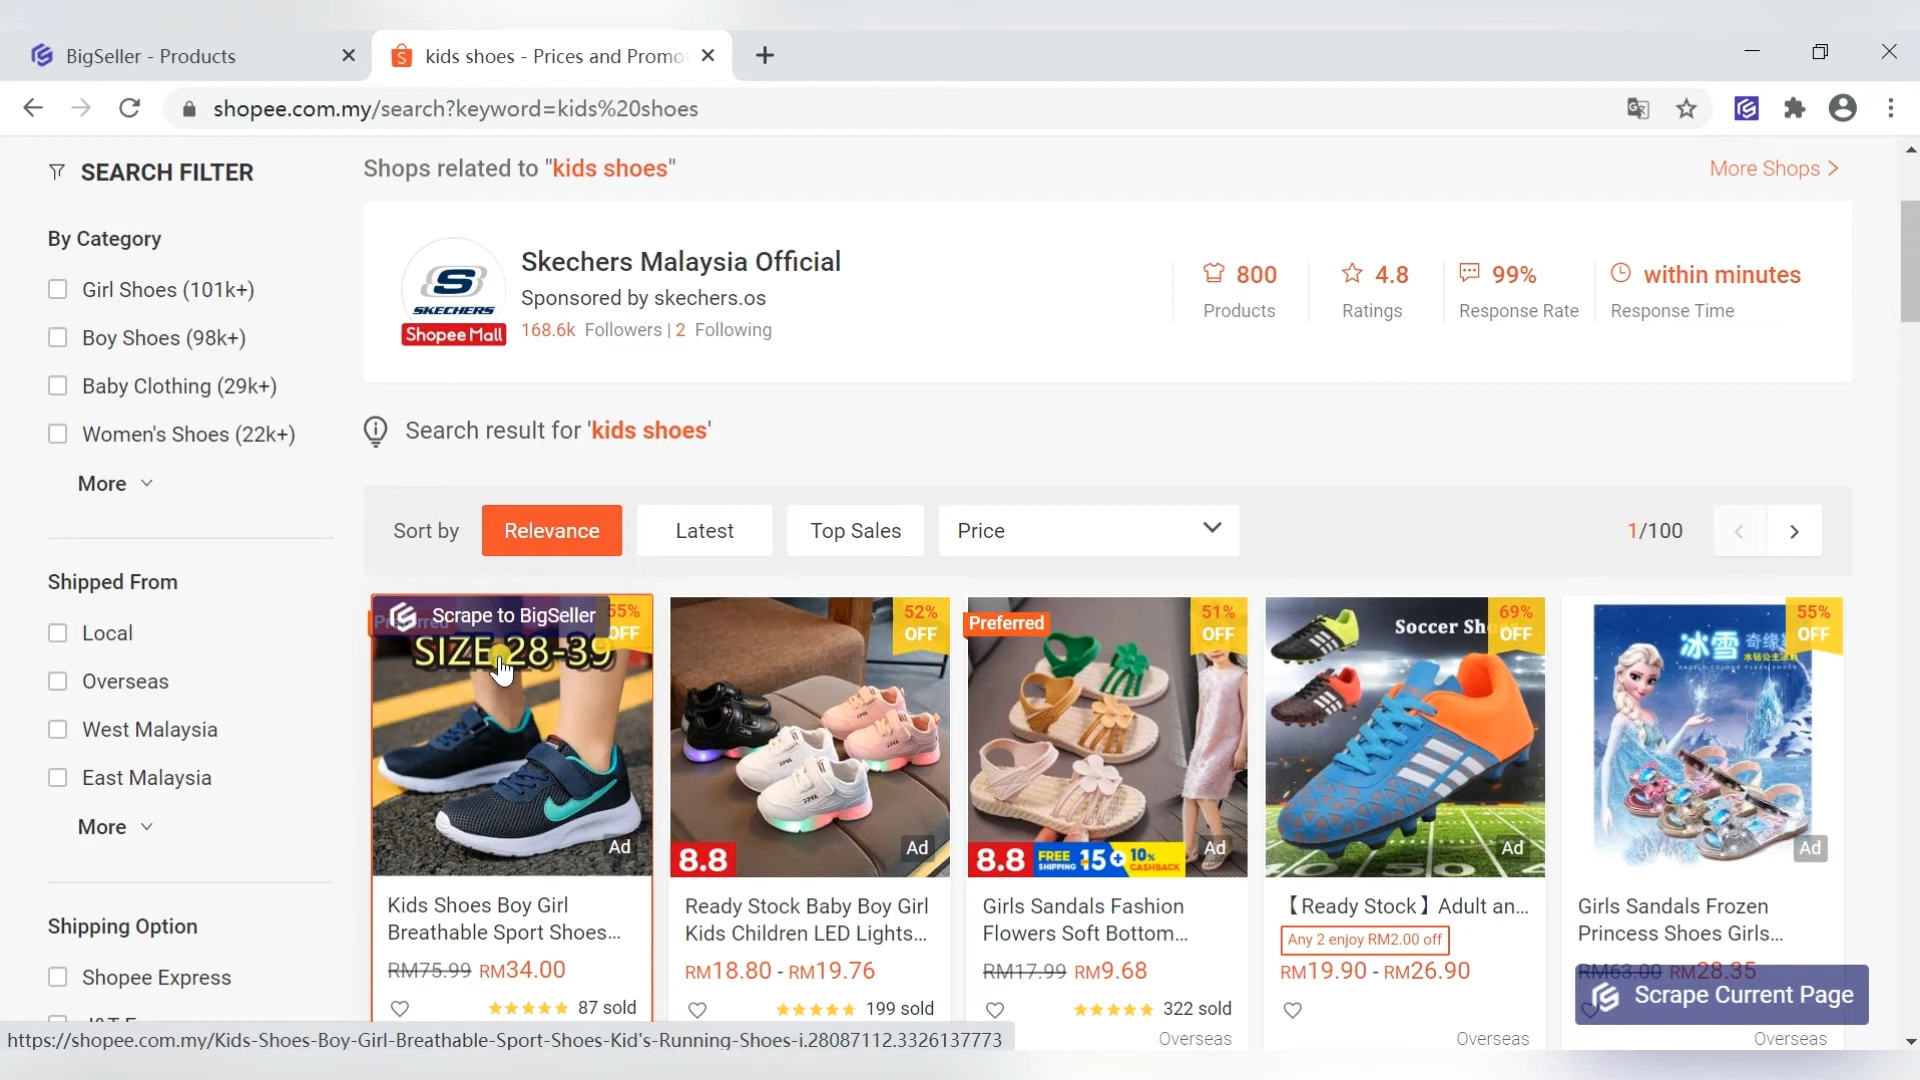 BigSeller - Products
kids shoes - Prices and Promo
shopee.com.my/search?keyword=kids%20shoes
SEARCH FILTER
By Category
Girl Shoes (101k+)
Boy Shoes (98k+)
Baby Clothing (29k+)
Women's Shoes (22k+)
More
Shipped From
Local
Overseas
West Malaysia
East Malaysia
More
Shipping Option
Shopee Express
Shops related to "kids shoes"
More Shops >
SKECHERS
Shopee Mall
Skechers Malaysia Official
Sponsored by skechers.os
168.6k Followers | 2 Following
800
Products
4.8
Ratings
99%
Response Rate
within minutes
Response Time
Search result for 'kids shoes'
Sort by
Relevance
Latest
Top Sales
Price
1/100
Scrape to BigSeller
55%
OFF
SIZE 28-39
Ad
Kids Shoes Boy Girl
Breathable Sport Shoes...
RM75.99 RM34.00
87 sold
52%
OFF
8.8
Ad
Ready Stock Baby Boy Girl
Kids Children LED Lights...
RM18.80 - RM19.76
199 sold
Preferred
51%
OFF
8.8
FREE SHIPPING 15+ 10% CASHBACK
Ad
Girls Sandals Fashion
Flowers Soft Bottom...
RM17.99 RM9.68
322 sold
Overseas
Soccer Sho
69%
OFF
Ad
【Ready Stock】Adult an...
Any 2 enjoy RM2.00 off
RM19.90 - RM26.90
Overseas
冰雪奇缘
55%
OFF
Ad
Girls Sandals Frozen
Princess Shoes Girls...
RM63.00 RM28.35
Scrape Current Page
Overseas
https://shopee.com.my/Kids-Shoes-Boy-Girl-Breathable-Sport-Shoes-Kid's-Running-Shoes-i.28087112.3326137773